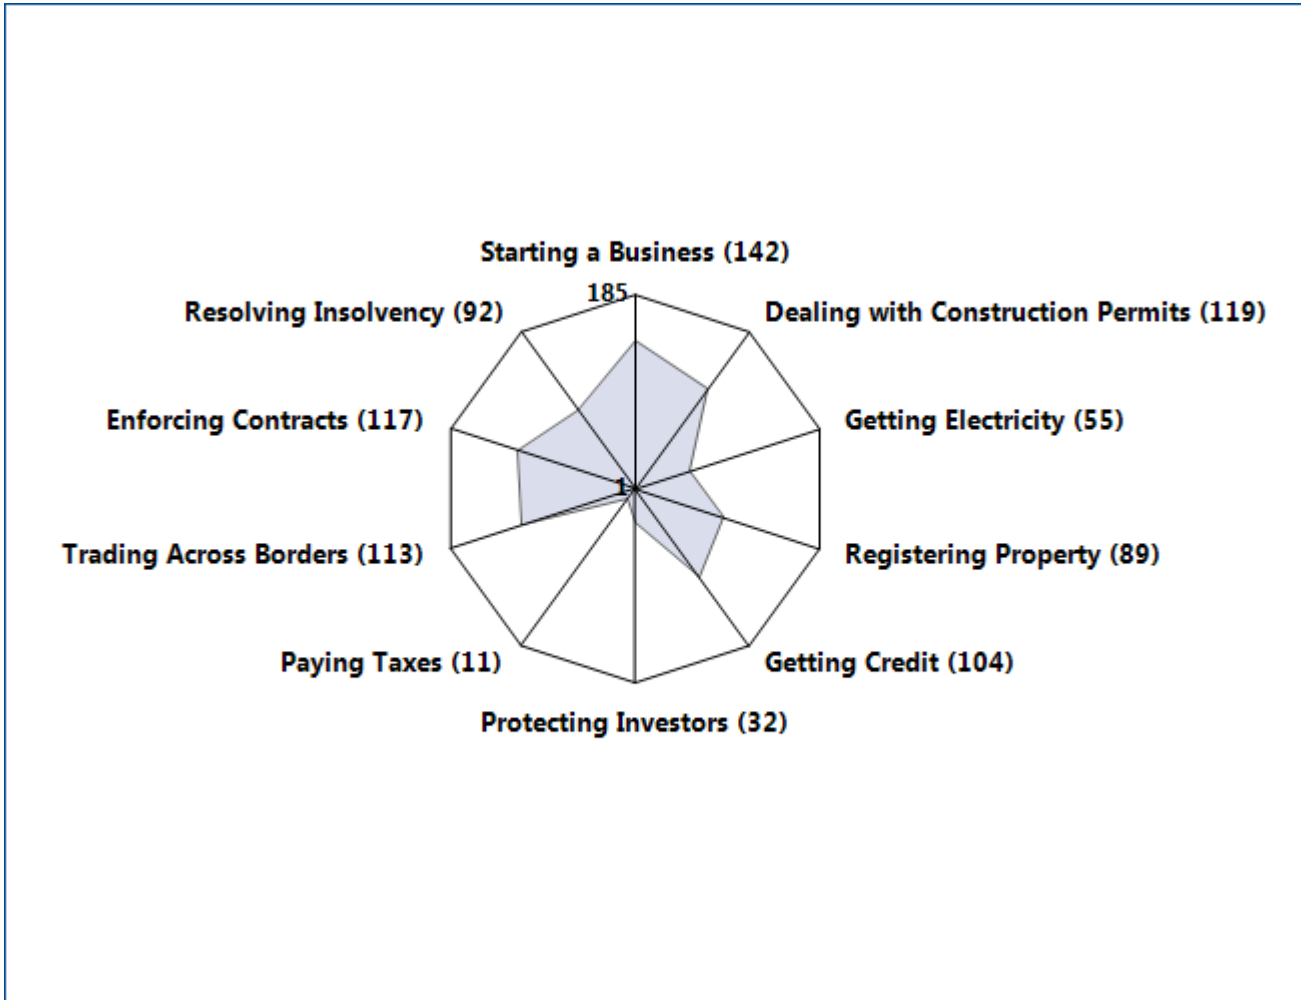 Starting a Business (142)
185
Resolving Insolvency (92)
Dealing with Construction Permits (119)
Enforcing Contracts (117)
Getting Electricity (55)
1
Trading Across Borders (113)
Registering Property (89)
Paying Taxes (11)
Getting Credit (104)
Protecting Investors (32)